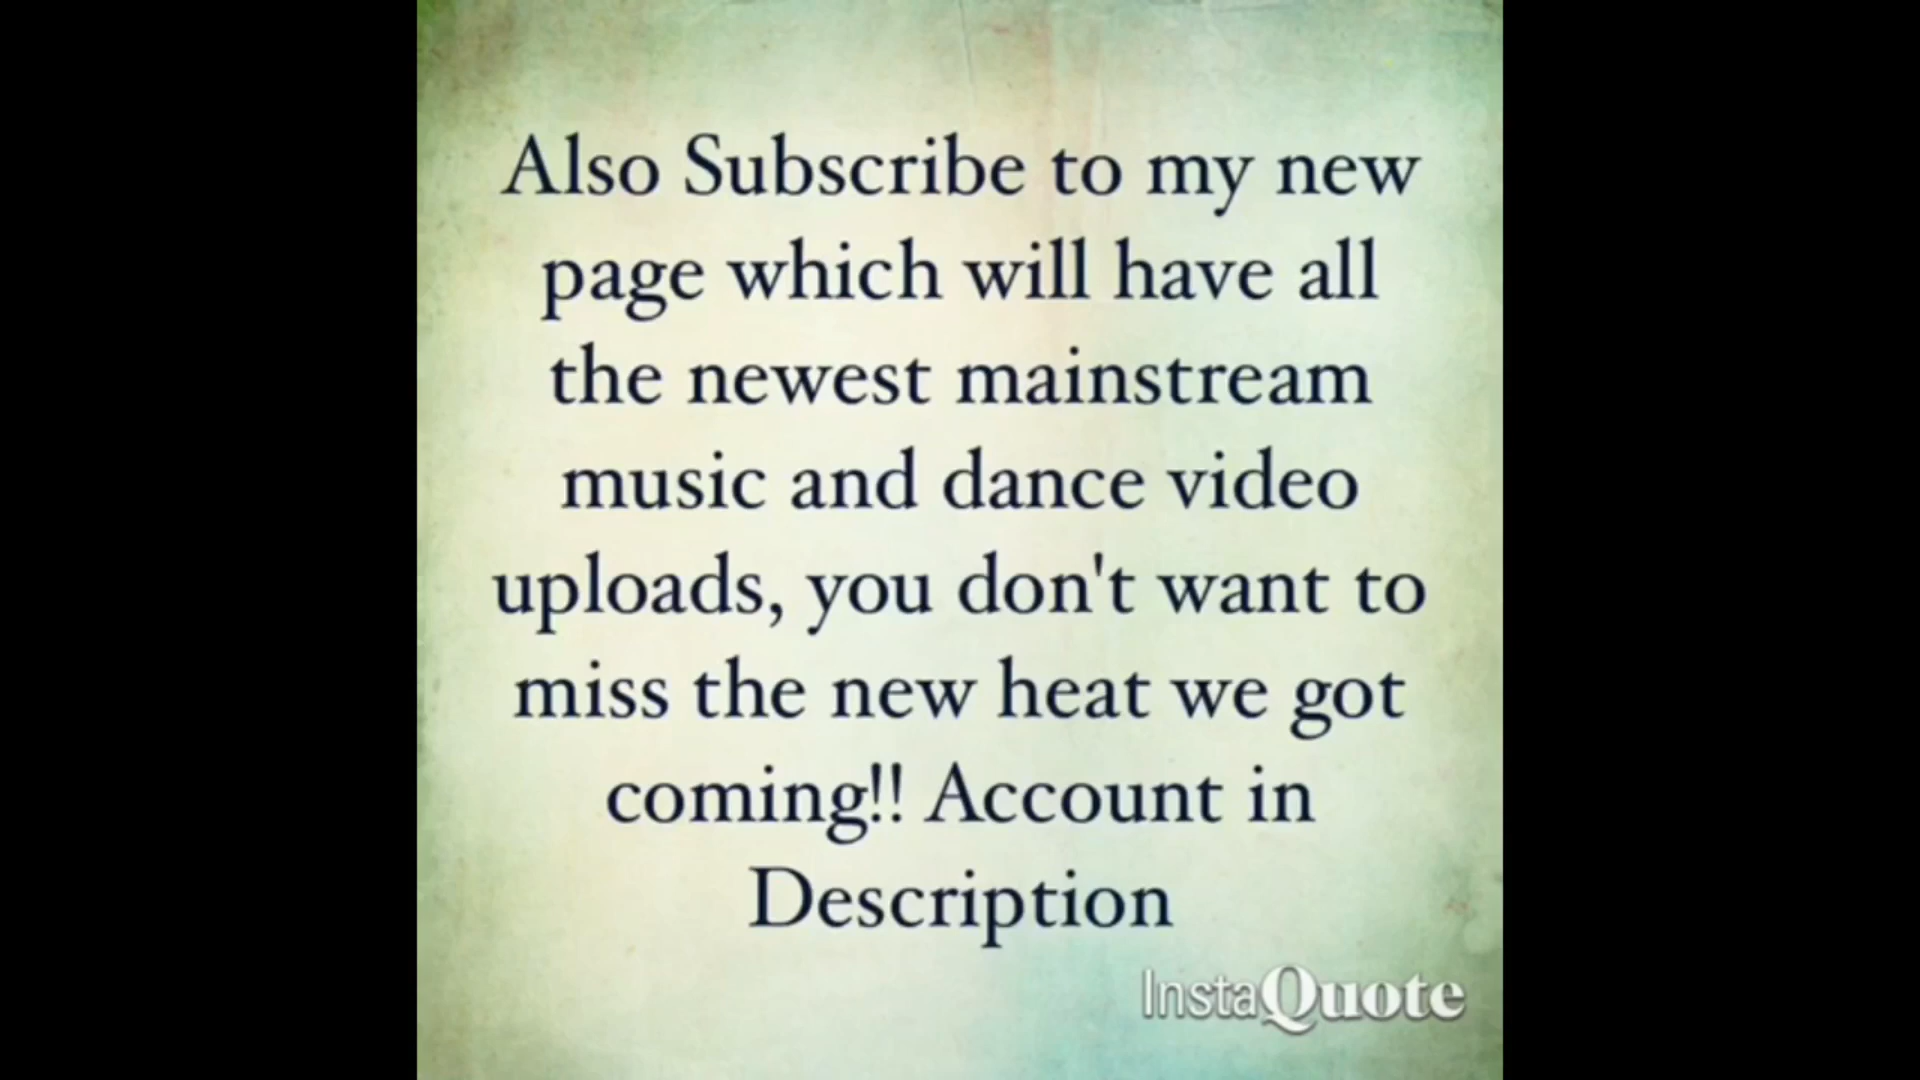 Also Subscribe to my new
page which will have all
the newest mainstream
music and dance video
uploads, you don't want to
miss the new heat we got
coming!! Account in
Description
InstaQuote